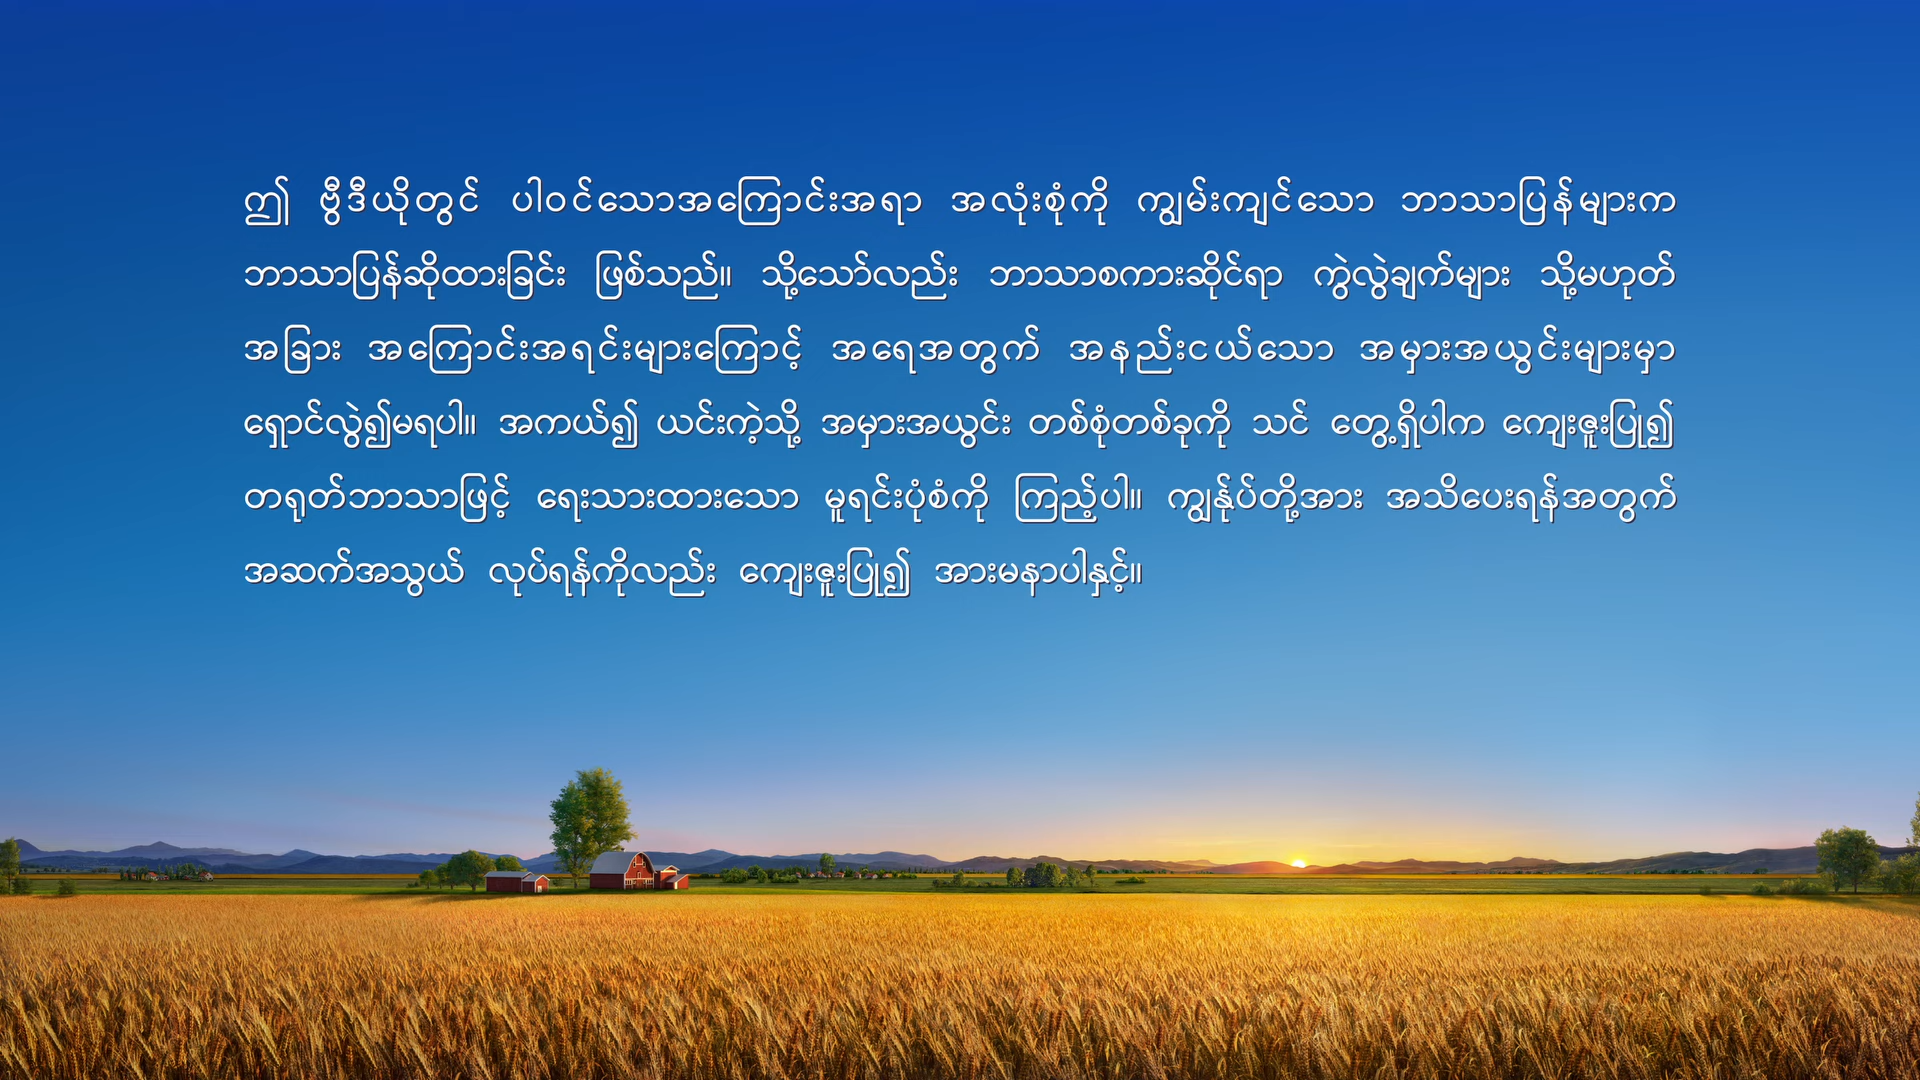 ဤ ဗွီဒီယိုတွင် ပါဝင်သောအကြောင်းအရာ အလုံးစုံကို ကျွမ်းကျင်သော ဘာသာပြန်များက
ဘာသာပြန်ဆိုထားခြင်း ဖြစ်သည်။ သို့သော်လည်း ဘာသာစကားဆိုင်ရာ ကွဲလွဲချက်များ သို့မဟုတ်
အခြား အကြောင်းအရင်းများကြောင့် အရေအတွက် အနည်းငယ်သော အမှားအယွင်းများမှာ
ရှောင်လွဲ၍မရပါ။ အကယ်၍ ယင်းကဲ့သို့ အမှားအယွင်း တစ်စုံတစ်ခုကို သင် တွေ့ရှိပါက ကျေးဇူးပြု၍
တရုတ်ဘာသာဖြင့် ရေးသားထားသော မူရင်းပုံစံကို ကြည့်ပါ။ ကျွန်ုပ်တို့အား အသိပေးရန်အတွက်
အဆက်အသွယ် လုပ်ရန်ကိုလည်း ကျေးဇူးပြု၍ အားမနာပါနှင့်။